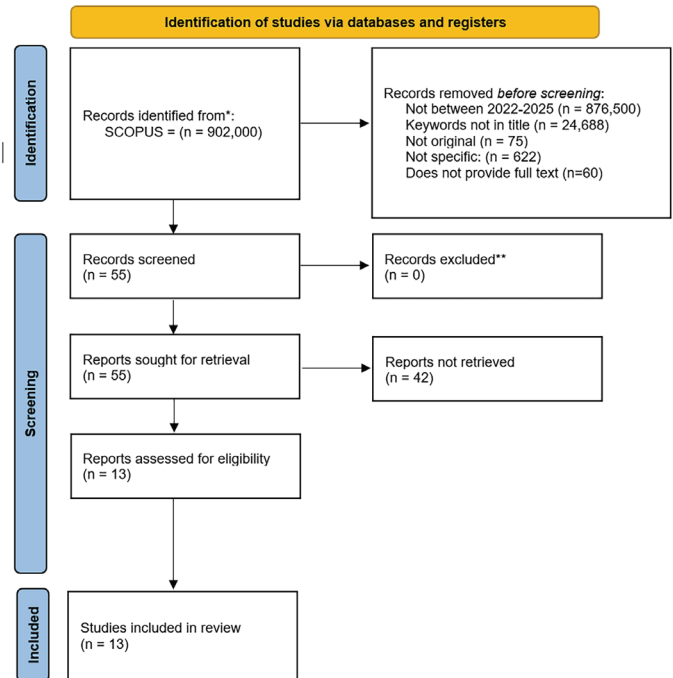 Identification of studies via databases and registers
Identification
Records identified from*:
SCOPUS = (n = 902,000)
Records removed before screening:
Not between 2022-2025 (n = 876,500)
Keywords not in title (n = 24,688)
Not original (n = 75)
Not specific: (n = 622)
Does not provide full text (n=60)
Screening
Records screened
(n = 55)
Records excluded**
(n = 0)
Reports sought for retrieval
(n = 55)
Reports not retrieved
(n = 42)
Reports assessed for eligibility
(n = 13)
Included
Studies included in review
(n = 13)